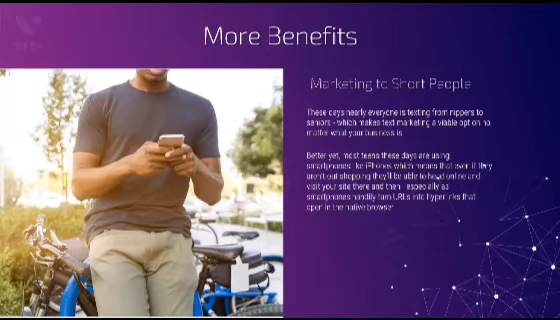 More Benefits
Marketing to Short People
These days nearly everyone is texting from nippers to
seniors - which makes text marketing a viable option no
matter what your business is
Better yet, most teens these days are using
smartphones like iPhones which means that even if they
aren't out shopping they'll be able to head online and
visit your site there and then - especially as
smartphones handily turn URLs into hyperlinks that
open in the native browser